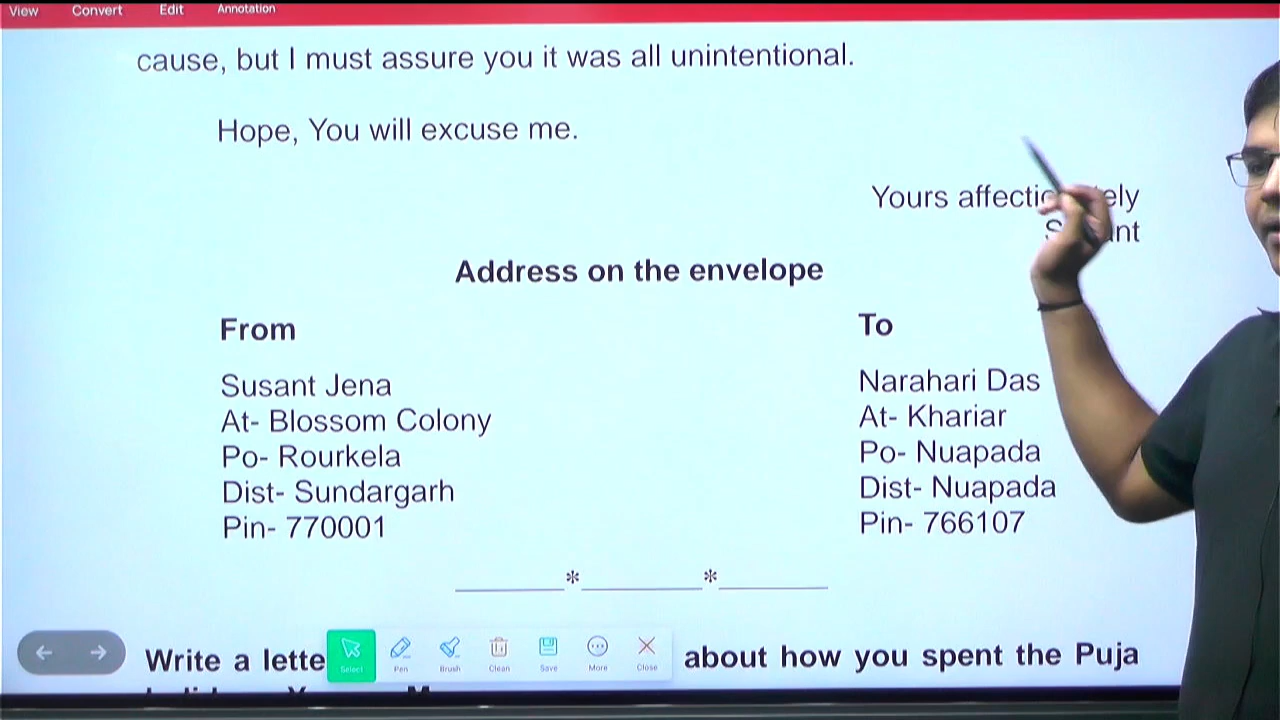 View Convert Edit Annotation
cause, but I must assure you it was all unintentional.
Hope, You will excuse me.
Yours
Address on the envelope
From
Susant Jena
At- Blossom Colony
Po- Rourkela
Dist- Sundargarh
Pin- 770001
To
Narahari Das
At- Khariar
Po- Nuapada
Dist- Nuapada
Pin- 766107
*
*
Write a
about how you spent the Puja
Select Pen Brush Clean Save More Close